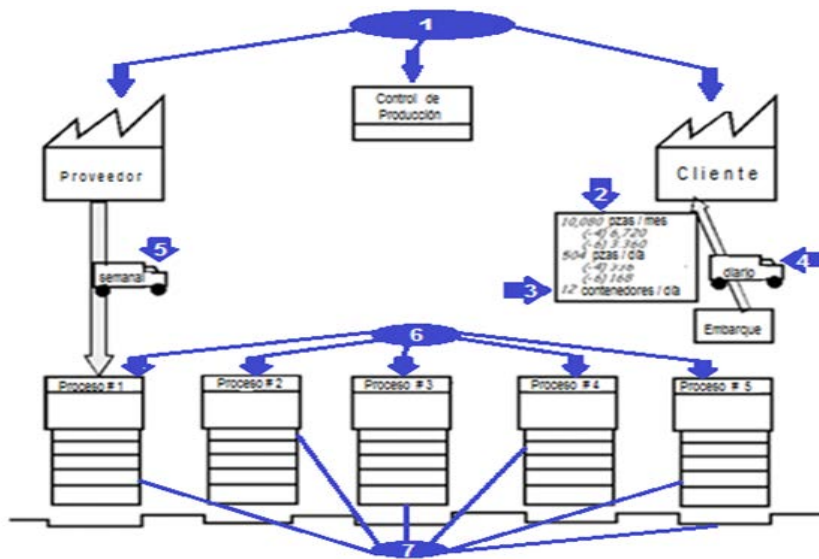 1
Control de
Producción
Proveedor
Cliente
2
10,080 pzas / mes
(-4) 6,720
(-6) 3.360
504 pzas / día
(-4) 336
(-6) 168
12 contenedores / día
3
5
semanal
diario
4
Embarque
6
Proceso # 1
Proceso # 2
Proceso # 3
Proceso # 4
Proceso # 5
7